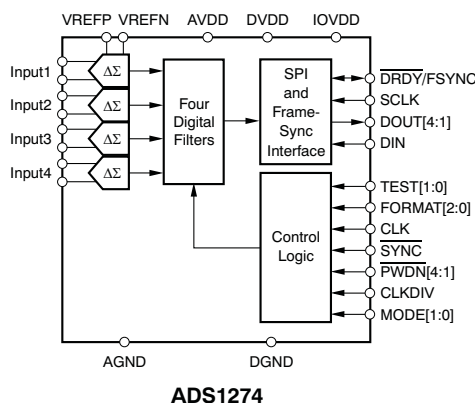 VREFP VREFN AVDD DVDD IOVDD
Input1
Input2
Input3
Input4
ΔΣ
ΔΣ
ΔΣ
ΔΣ
Four
Digital
Filters
SPI
and
Frame-
Sync
Interface
DRDY/FSYNC
SCLK
DOUT[4:1]
DIN
Control
Logic
TEST[1:0]
FORMAT[2:0]
CLK
SYNC
PWDN[4:1]
CLKDIV
MODE[1:0]
AGND DGND
ADS1274